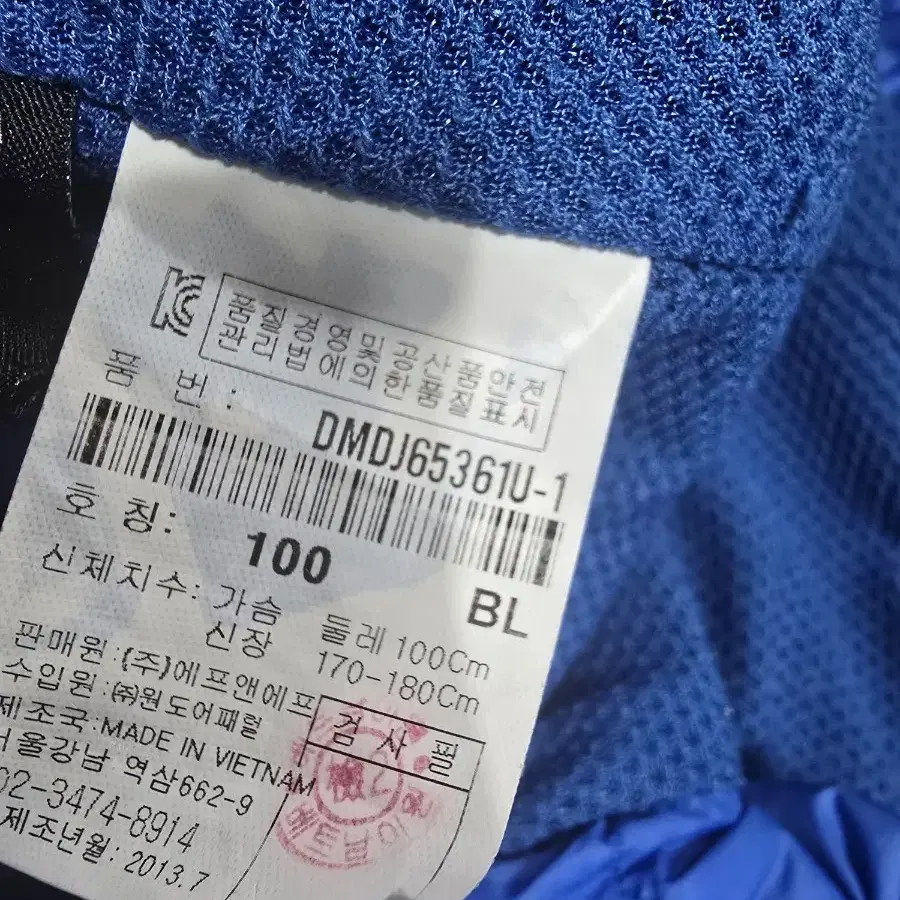 KC
품질경영 및 공산품안전
관리법에 의한 품질표시
품 번 :
DMDJ65361U-1
호 칭: 100
BL
신체치수: 가슴 둘레 100Cm
신장 170-180Cm
판매원 : (주)에프앤에프
수입원 : (주)원도어패럴
제조국: MADE IN VIETNAM
서울강남 역삼662-9
02-3474-8914
제조년월: 2013.7
검 사 필